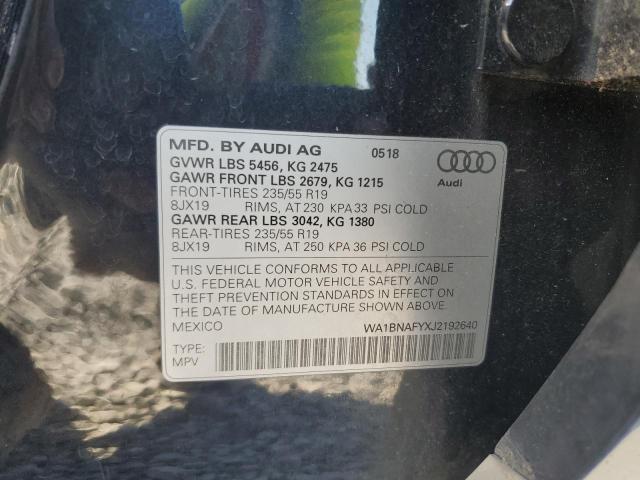 MFD. BY AUDI AG 0518
GVWR LBS 5456, KG 2475
GAWR FRONT LBS 2679, KG 1215
FRONT-TIRES 235/55 R19
8JX19 RIMS, AT 230 KPA 33 PSI COLD
GAWR REAR LBS 3042, KG 1380
REAR-TIRES 235/55 R19
8JX19 RIMS, AT 250 KPA 36 PSI COLD
Audi
THIS VEHICLE CONFORMS TO ALL APPLICABLE
U.S. FEDERAL MOTOR VEHICLE SAFETY AND
THEFT PREVENTION STANDARDS IN EFFECT ON
THE DATE OF MANUFACTURE SHOWN ABOVE.
MEXICO WA1BNAFYXJ2192640
TYPE:
MPV